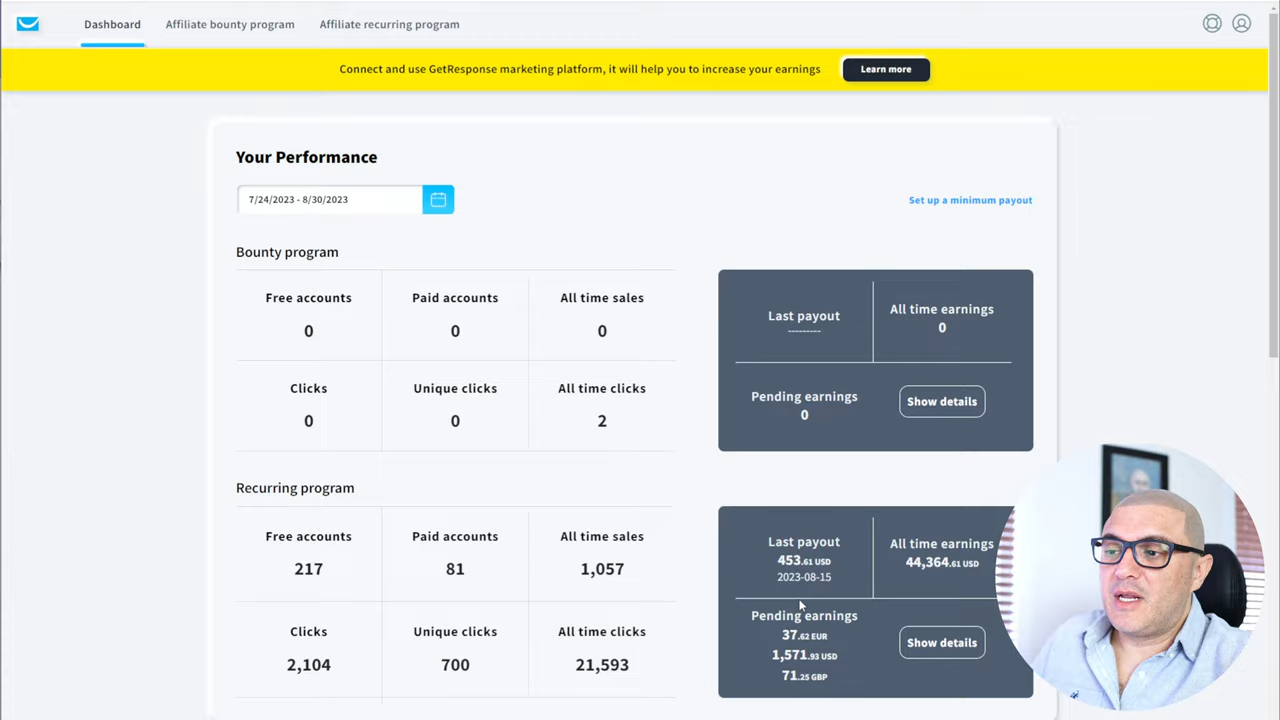 Dashboard
Affiliate bounty program
Affiliate recurring program
Connect and use GetResponse marketing platform, it will help you to increase your earnings
Learn more
Your Performance
7/24/2023 - 8/30/2023
Set up a minimum payout
Bounty program
Free accounts
0
Paid accounts
0
All time sales
0
Clicks
0
Unique clicks
0
All time clicks
2
Last payout
---------
All time earnings
0
Pending earnings
0
Show details
Recurring program
Free accounts
217
Paid accounts
81
All time sales
1,057
Clicks
2,104
Unique clicks
700
All time clicks
21,593
Last payout
453.61 USD
2023-08-15
All time earnings
44,364.61 USD
Pending earnings
37.62 EUR
1,571.93 USD
71.25 GBP
Show details